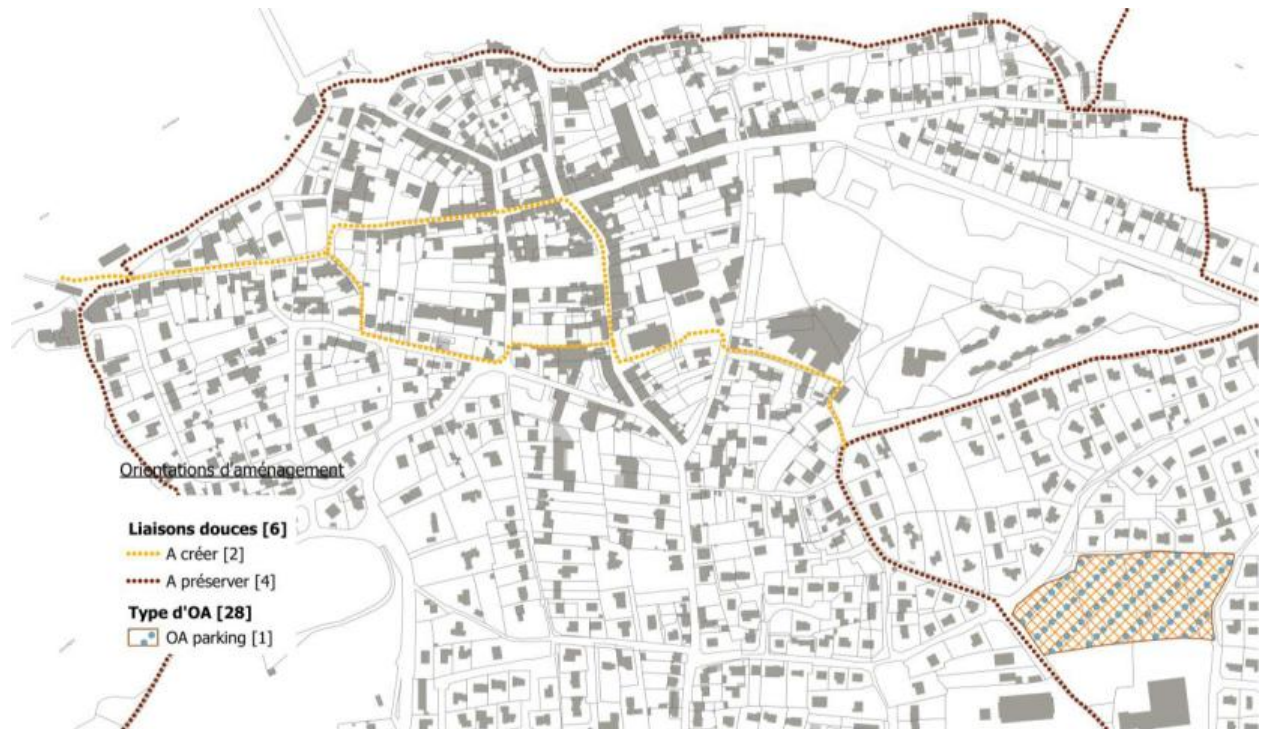 Orientations d'aménagement
Liaisons douces [6]
A créer [2]
A préserver [4]
Type d'OA [28]
OA parking [1]